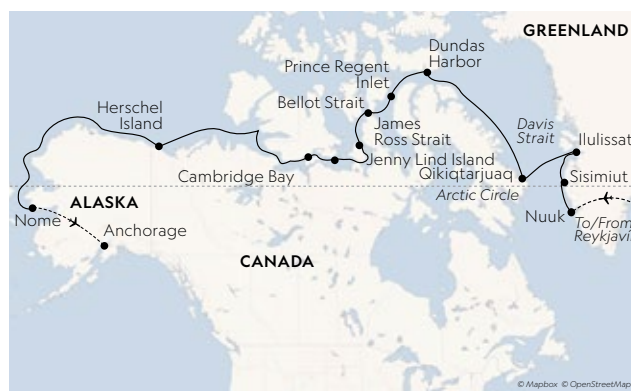 GREENLAND
Dundas
Harbor
Prince Regent
Inlet
Bellot Strait
Herschel
Island
James
Ross Strait
Davis
Strait
Ilulissat
Jenny Lind Island
Cambridge Bay
Qikiqtarjuaq
Sisimiut
Arctic Circle
ALASKA
Nome
Nuuk
To/From
Reykjavi
Anchorage
CANADA
© Mapbox © OpenStreetMap